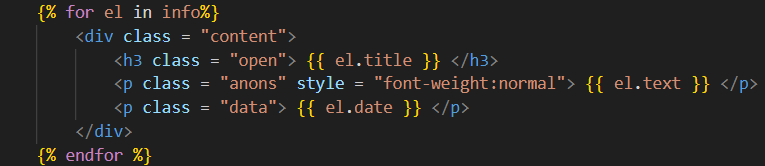 {% for el in info%}
<div class = "content">
<h3 class = "open"> {{ el.title }} </h3>
<p class = "anons" style = "font-weight:normal"> {{ el.text }} </p>
<p class = "data"> {{ el.date }} </p>
</div>
{% endfor %}